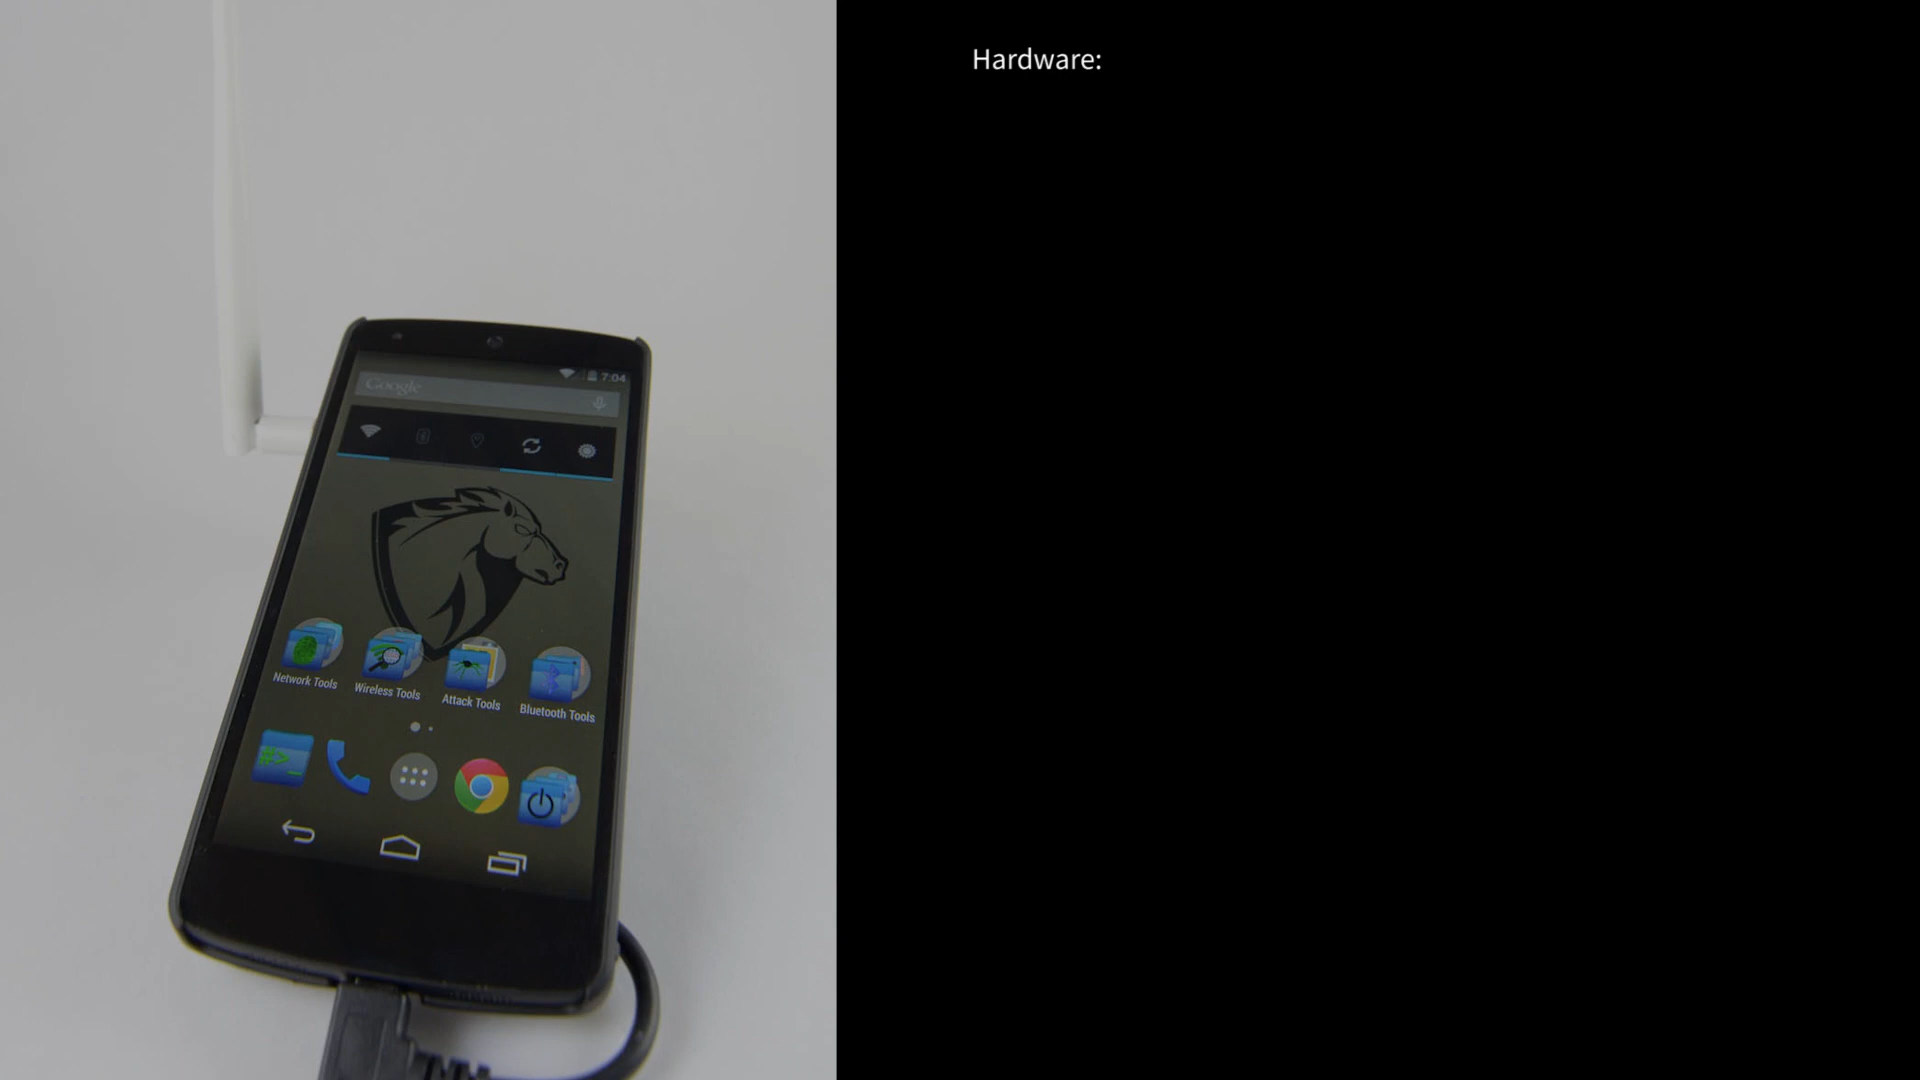 Hardware:
7:04
Google
Network Tools
Wireless Tools
Attack Tools
Bluetooth Tools
#>_